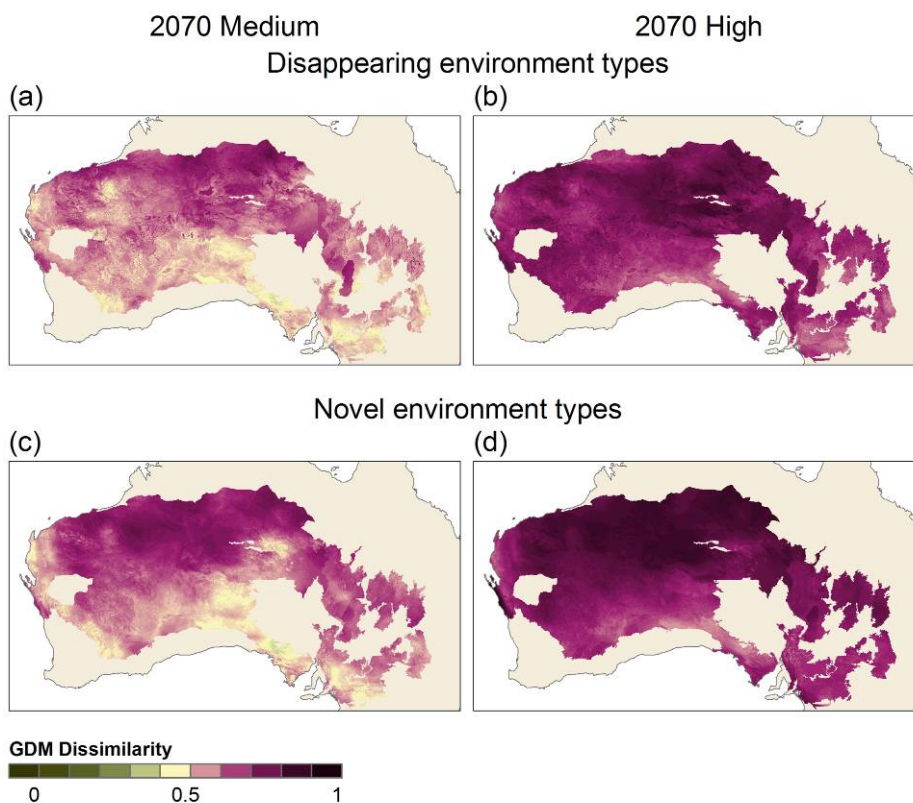 2070 Medium
2070 High
Disappearing environment types
(a)
(b)
Novel environment types
(c)
(d)
GDM Dissimilarity
0
0.5
1